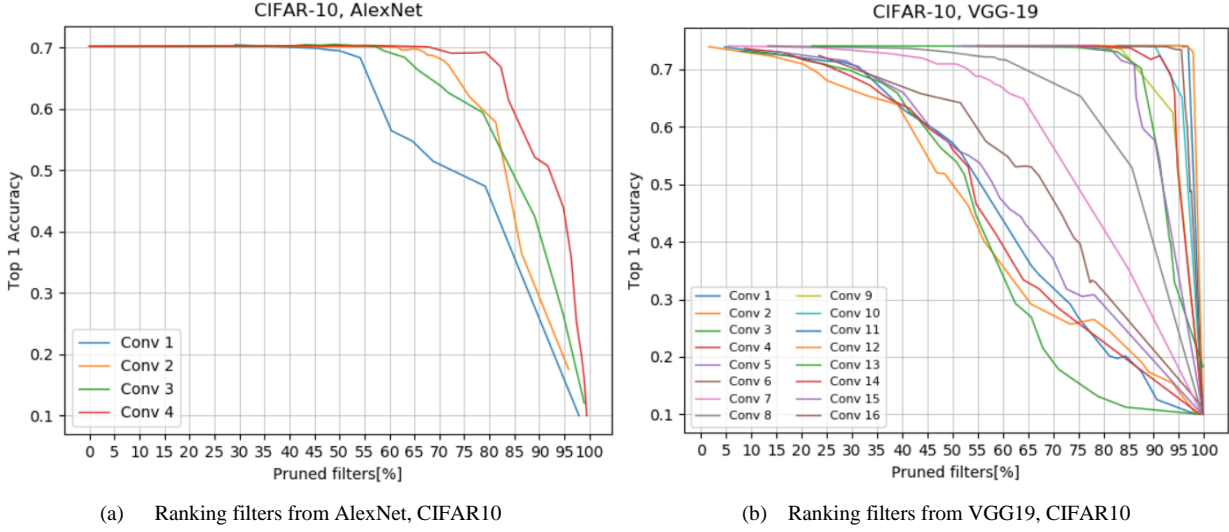 CIFAR-10, AlexNet
0.7
0.6
0.5
0.4
0.3
0.2
0.1
Top 1 Accuracy
Conv 1
Conv 2
Conv 3
Conv 4
0 5 10 15 20 25 30 35 40 45 50 55 60 65 70 75 80 85 90 95 100
Pruned filters[%]
(a) Ranking filters from AlexNet, CIFAR10
CIFAR-10, VGG-19
0.7
0.6
0.5
0.4
0.3
0.2
0.1
Top 1 Accuracy
Conv 1
Conv 2
Conv 3
Conv 4
Conv 5
Conv 6
Conv 7
Conv 8
Conv 9
Conv 10
Conv 11
Conv 12
Conv 13
Conv 14
Conv 15
Conv 16
0 5 10 15 20 25 30 35 40 45 50 55 60 65 70 75 80 85 90 95 100
Pruned filters[%]
(b) Ranking filters from VGG19, CIFAR10